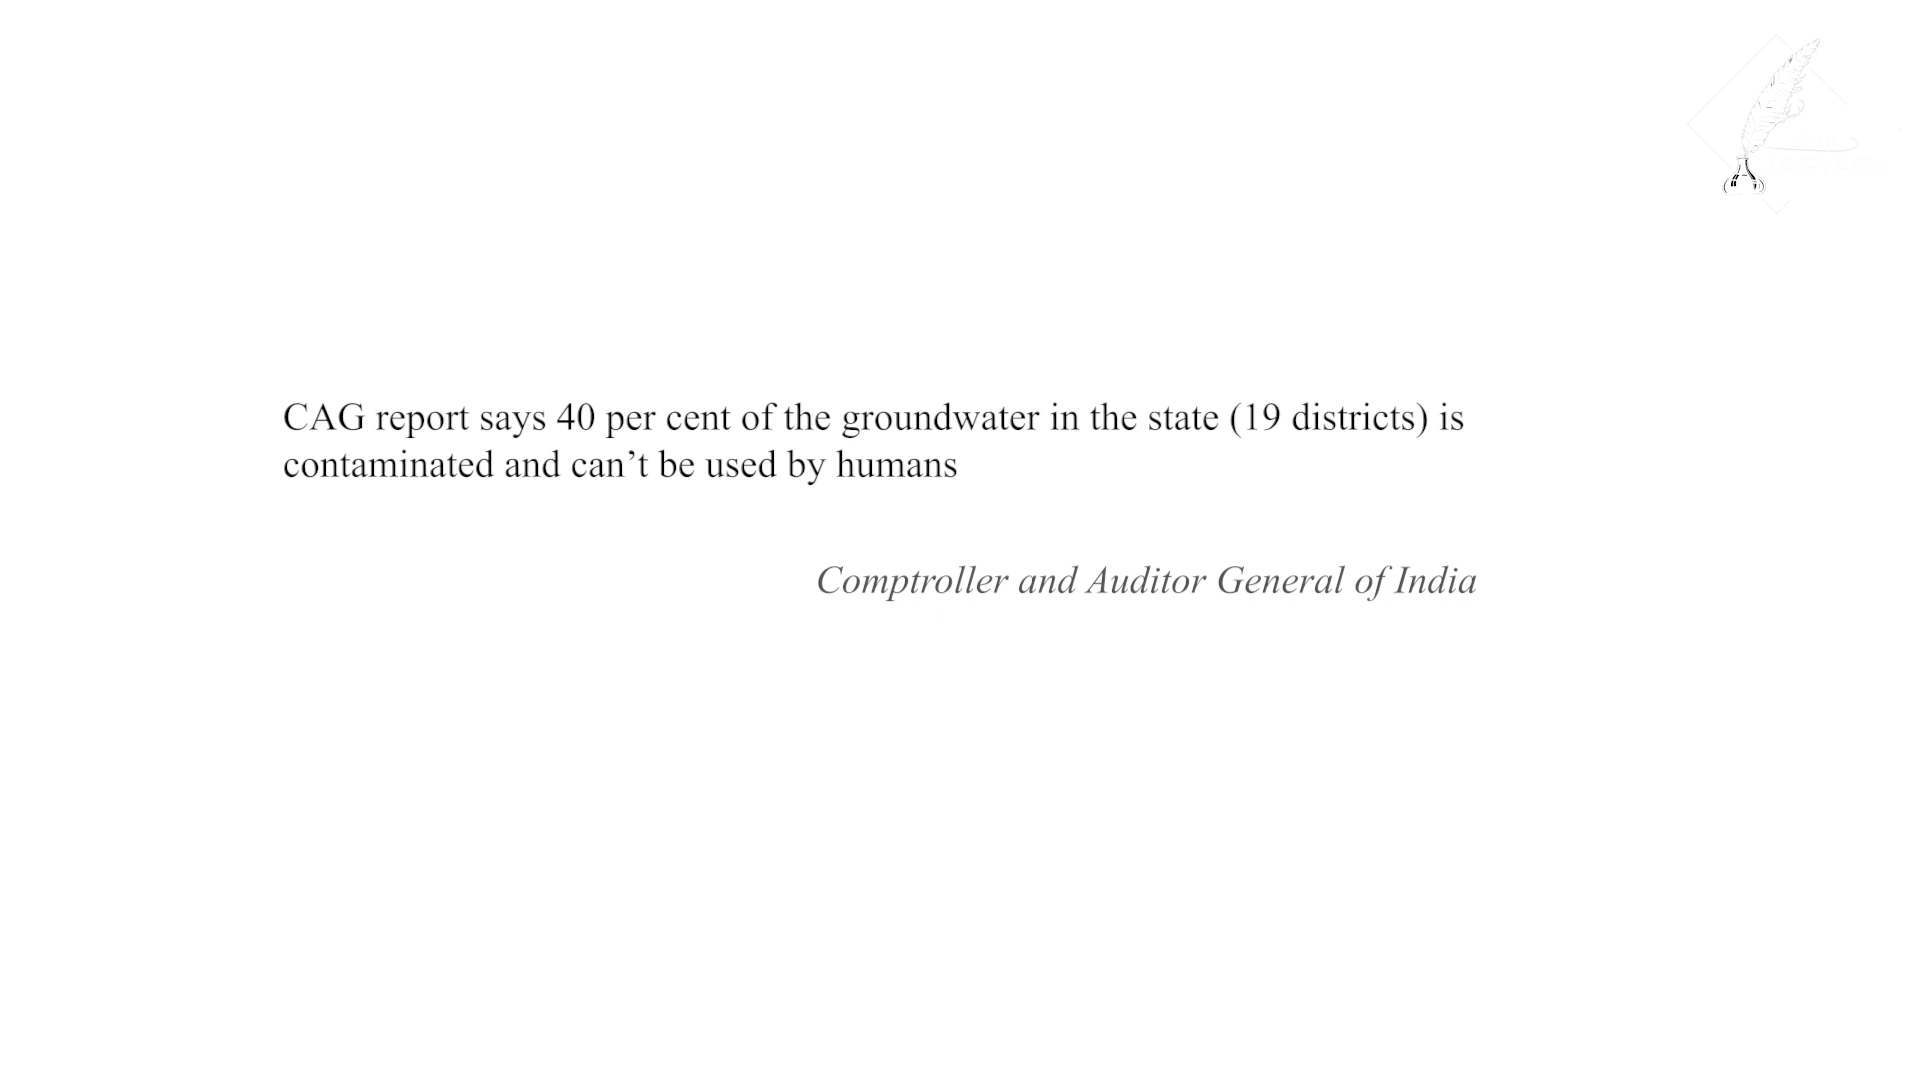 CAG report says 40 per cent of the groundwater in the state (19 districts) is
contaminated and can’t be used by humans
Comptroller and Auditor General of India